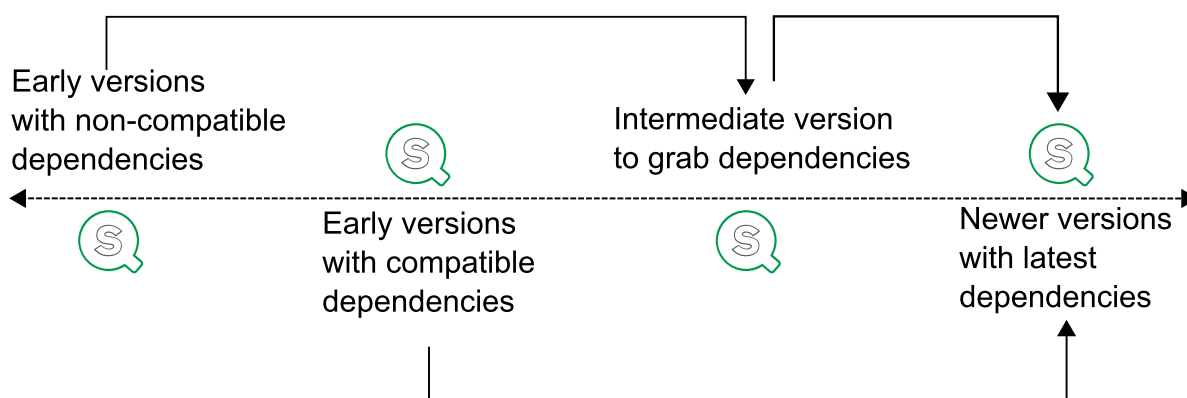 Early versions
with non-compatible
dependencies
S
S
Early versions
with compatible
dependencies
Intermediate version
to grab dependencies
S
S
Newer versions
with latest
dependencies